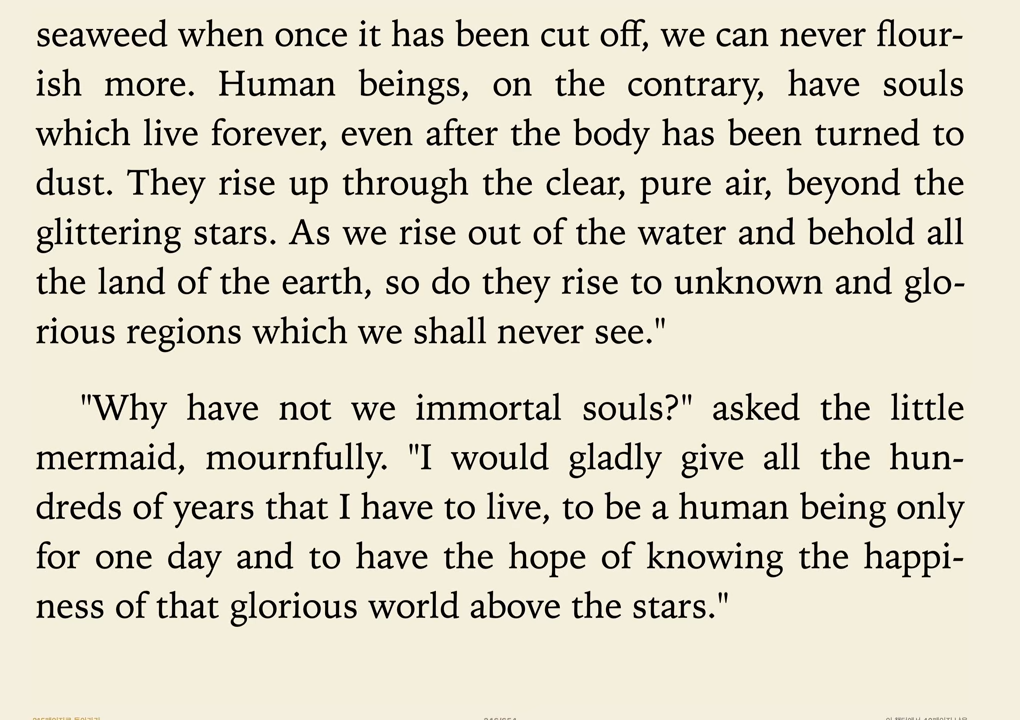 seaweed when once it has been cut off, we can never flour-
ish more. Human beings, on the contrary, have souls
which live forever, even after the body has been turned to
dust. They rise up through the clear, pure air, beyond the
glittering stars. As we rise out of the water and behold all
the land of the earth, so do they rise to unknown and glo-
rious regions which we shall never see."
"Why have not we immortal souls?" asked the little
mermaid, mournfully. "I would gladly give all the hun-
dreds of years that I have to live, to be a human being only
for one day and to have the hope of knowing the happi-
ness of that glorious world above the stars."